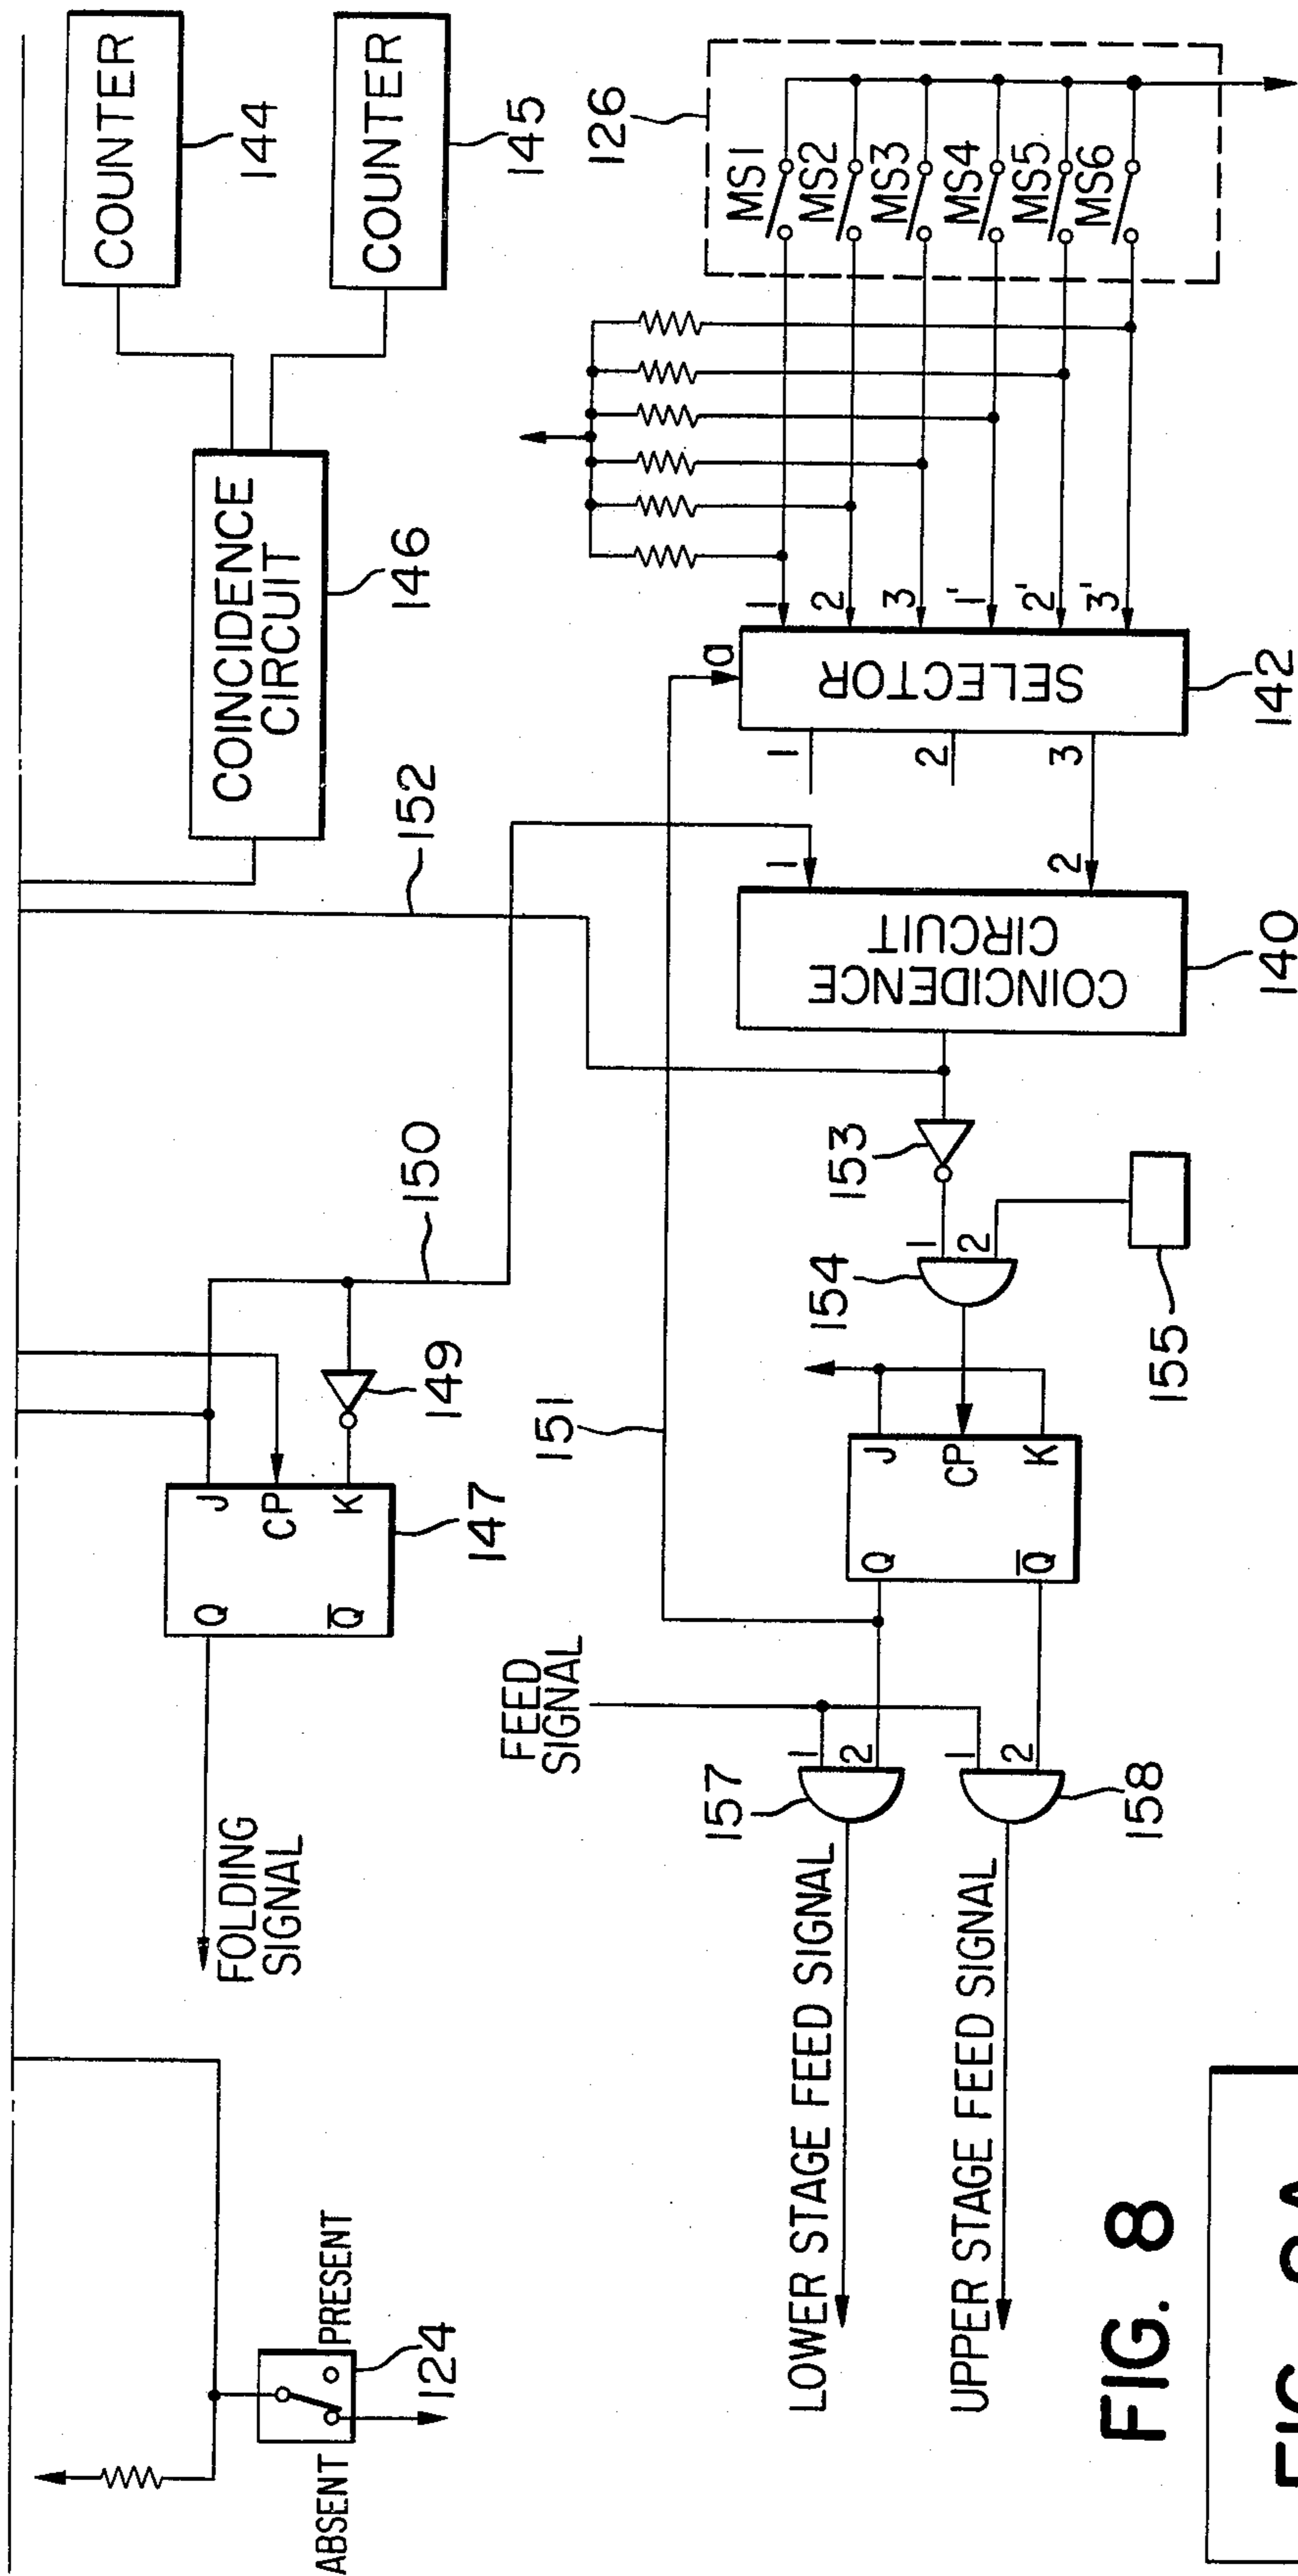 COUNTER
144
COUNTER
145
COINCIDENCE
CIRCUIT
146
152
126
MS1
MS2
MS3
MS4
MS5
MS6
1
2
3
1'
2'
3'
a
SELECTOR
142
1
2
3
1
2
COINCIDENCE
CIRCUIT
140
150
149
J
CP
K
Q
Q̅
147
FOLDING
SIGNAL
151
153
1
2
154
155
J
CP
K
Q
Q̅
FEED
SIGNAL
1
2
157
1
2
158
LOWER STAGE FEED SIGNAL
UPPER STAGE FEED SIGNAL
PRESENT
124
ABSENT
FIG. 8